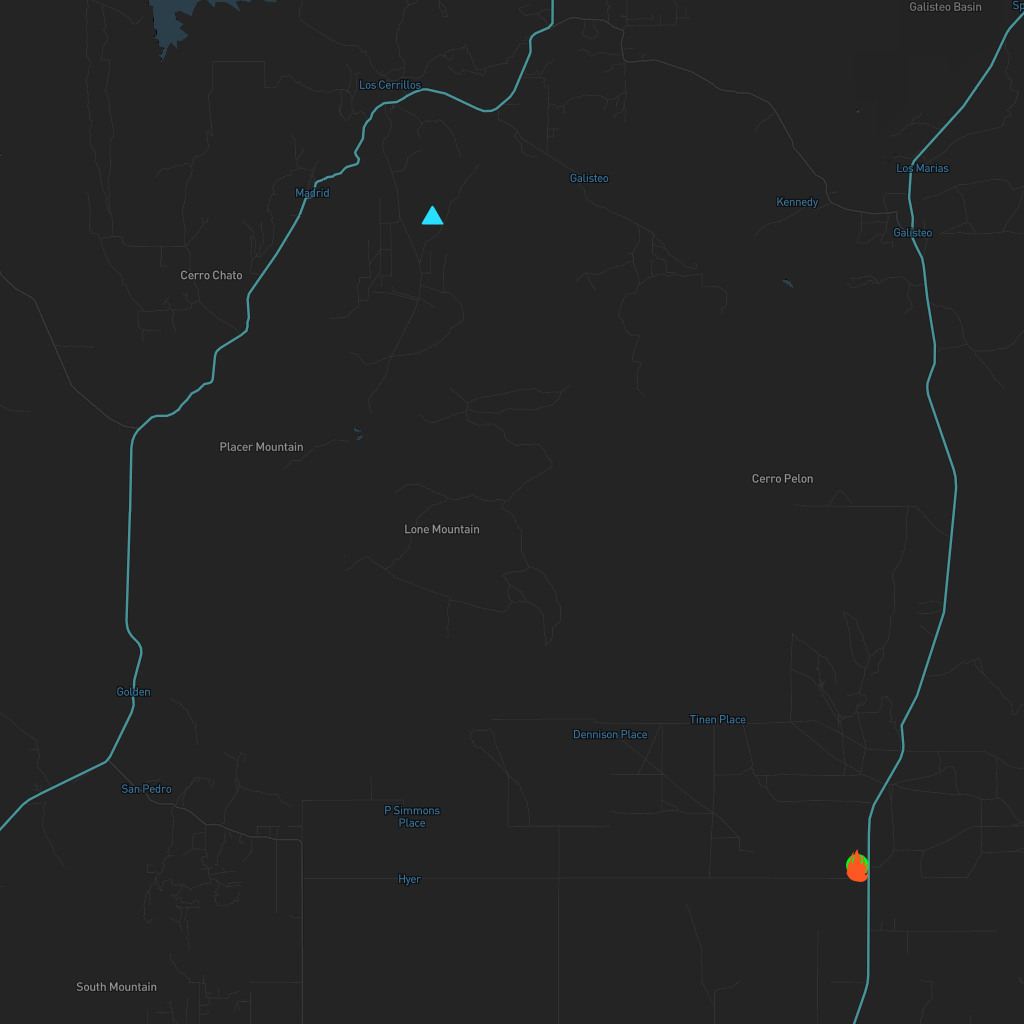 Galisteo Basin
Sp
Los Cerrillos
Los Marias
Galisteo
Madrid
Kennedy
Galisteo
Cerro Chato
Placer Mountain
Cerro Pelon
Lone Mountain
Golden
Tinen Place
Dennison Place
San Pedro
P Simmons
Place
Hyer
South Mountain